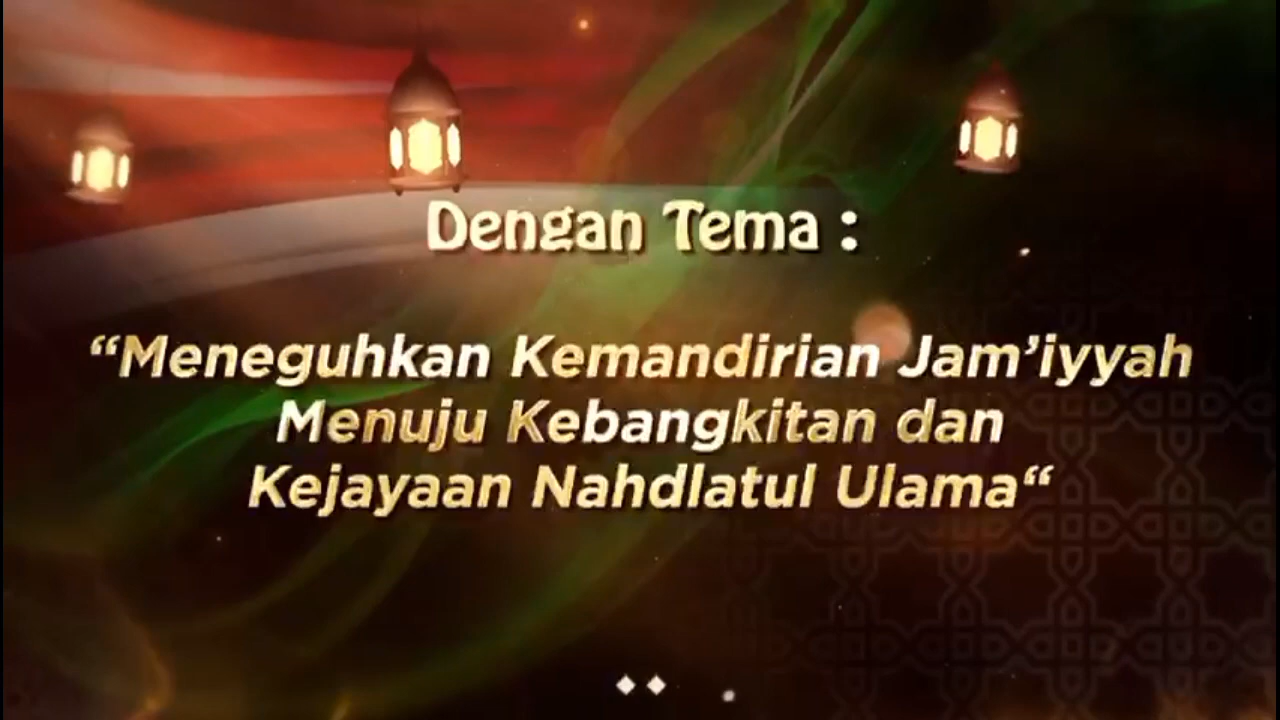 Dengan Tema :
“Meneguhkan Kemandirian Jam’iyyah
Menuju Kebangkitan dan
Kejayaan Nahdlatul Ulama“